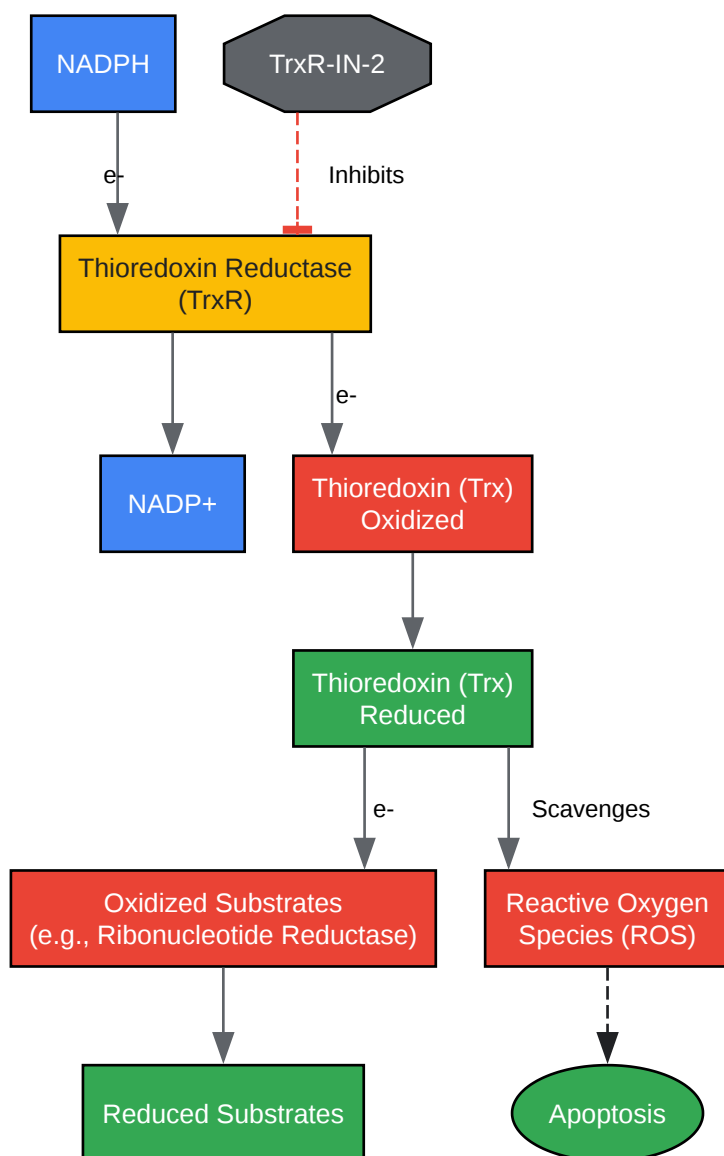 NADPH
TrxR-IN-2
e-
Inhibits
Thioredoxin Reductase
(TrxR)
e-
NADP+
Thioredoxin (Trx)
Oxidized
Thioredoxin (Trx)
Reduced
e-
Scavenges
Oxidized Substrates
(e.g., Ribonucleotide Reductase)
Reactive Oxygen
Species (ROS)
Reduced Substrates
Apoptosis